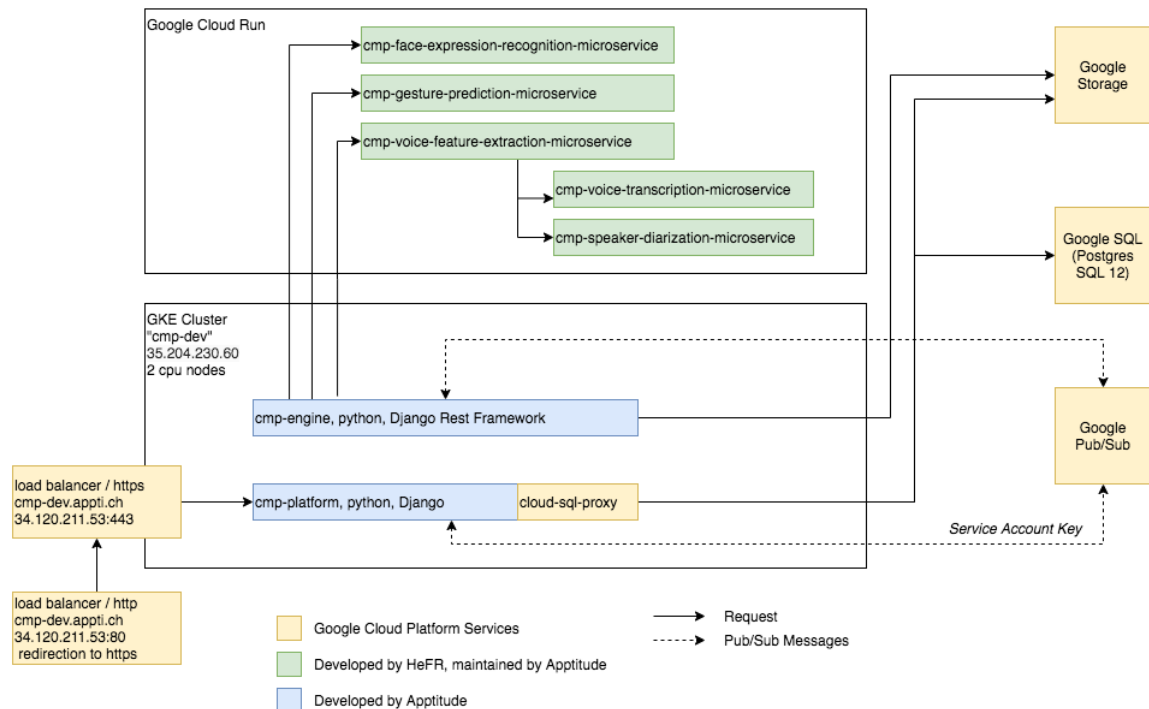 Google Cloud Run
cmp-face-expression-recognition-microservice
cmp-gesture-prediction-microservice
cmp-voice-feature-extraction-microservice
cmp-voice-transcription-microservice
cmp-speaker-diarization-microservice
Google
Storage
Google SQL
(Postgres
SQL 12)
GKE Cluster
"cmp-dev"
35.204.230.60
2 cpu nodes
cmp-engine, python, Django Rest Framework
Google
Pub/Sub
load balancer / https
cmp-dev.appti.ch
34.120.211.53:443
cmp-platform, python, Django
cloud-sql-proxy
Service Account Key
load balancer / http
cmp-dev.appti.ch
34.120.211.53:80
redirection to https
Google Cloud Platform Services
Developed by HeFR, maintained by Apptitude
Developed by Apptitude
Request
Pub/Sub Messages